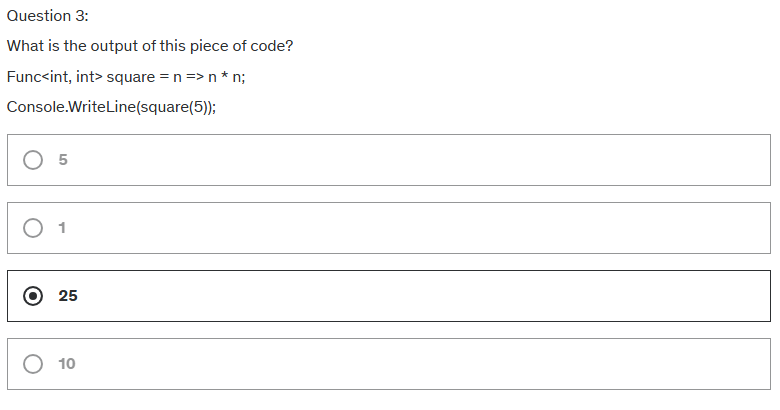 Question 3:
What is the output of this piece of code?
Func<int, int> square = n => n * n;
Console.WriteLine(square(5));
5
1
25
10